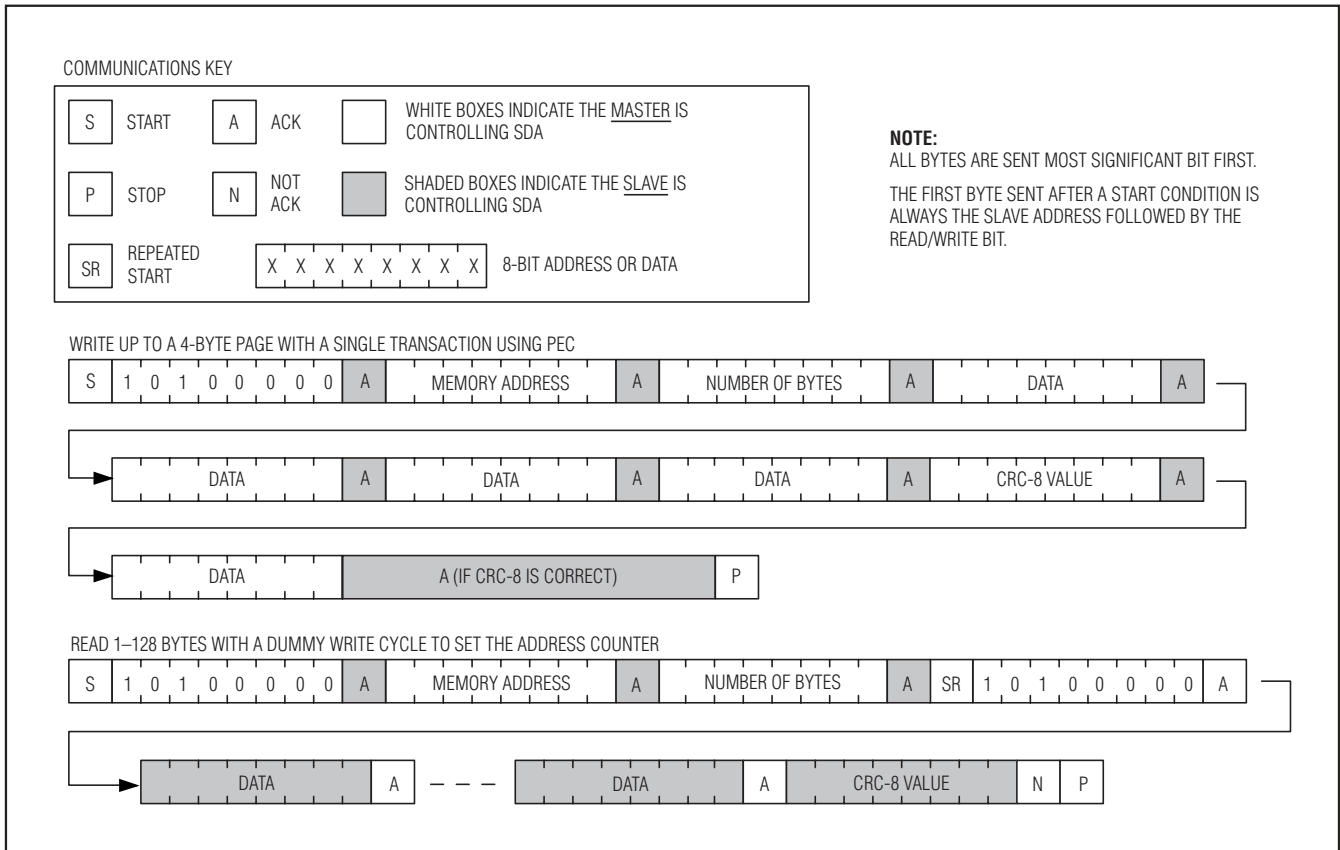 COMMUNICATIONS KEY
S START A ACK WHITE BOXES INDICATE THE MASTER IS
CONTROLLING SDA
P STOP N NOT
ACK SHADED BOXES INDICATE THE SLAVE IS
CONTROLLING SDA
SR REPEATED
START X X X X X X X X 8-BIT ADDRESS OR DATA
NOTE:
ALL BYTES ARE SENT MOST SIGNIFICANT BIT FIRST.
THE FIRST BYTE SENT AFTER A START CONDITION IS
ALWAYS THE SLAVE ADDRESS FOLLOWED BY THE
READ/WRITE BIT.
WRITE UP TO A 4-BYTE PAGE WITH A SINGLE TRANSACTION USING PEC
S 1 0 1 0 0 0 0 0 A MEMORY ADDRESS A NUMBER OF BYTES A DATA A
DATA A DATA A DATA A CRC-8 VALUE A
DATA A (IF CRC-8 IS CORRECT) P
READ 1–128 BYTES WITH A DUMMY WRITE CYCLE TO SET THE ADDRESS COUNTER
S 1 0 1 0 0 0 0 0 A MEMORY ADDRESS A NUMBER OF BYTES A SR 1 0 1 0 0 0 0 0 A
DATA A – – – DATA A CRC-8 VALUE N P